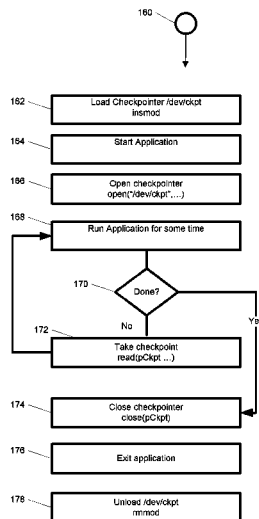 160
162
Load Checkpointer /dev/ckpt
insmod
164
Start Application
166
Open checkpointer
open("/dev/ckpt",...)
168
Run Application for some time
170
Done?
No
Ye
172
Take checkpoint
read(pCkpt ...)
174
Close checkpointer
close(pCkpt)
176
Exit application
178
Unload /dev/ckpt
rmmod